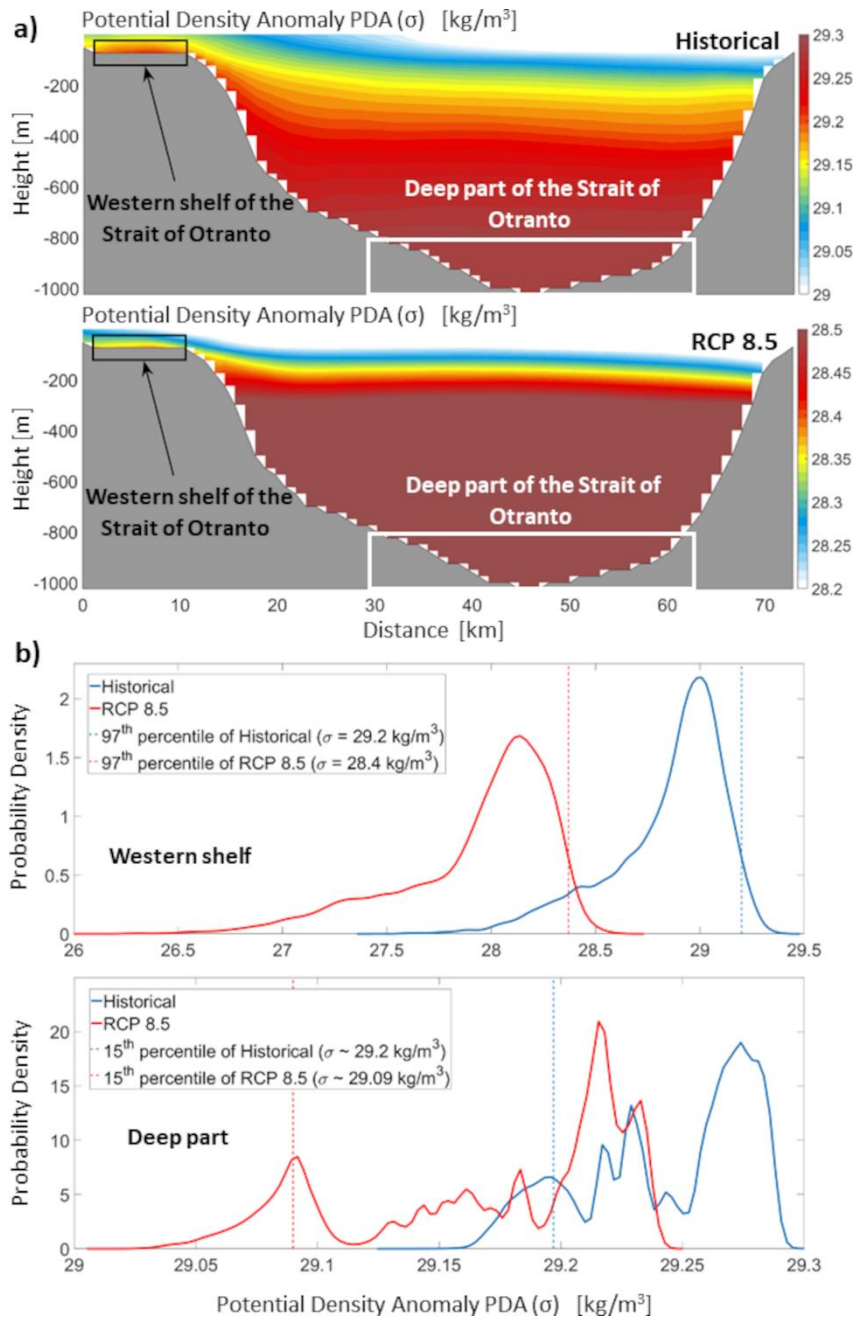 a)
Potential Density Anomaly PDA (σ) [kg/m³]
Historical
Height [m]
-200
-400
-600
-800
-1000
Western shelf of the
Strait of Otranto
Deep part of the Strait of
Otranto
29.3
29.25
29.2
29.15
29.1
29.05
29
Potential Density Anomaly PDA (σ) [kg/m³]
RCP 8.5
Height [m]
-200
-400
-600
-800
-1000
Western shelf of the
Strait of Otranto
Deep part of the Strait of
Otranto
28.5
28.45
28.4
28.35
28.3
28.25
28.2
0 10 20 30 40 50 60 70
Distance [km]
b)
Probability Density
2
1.5
1
0.5
0
Historical
RCP 8.5
97th percentile of Historical (σ = 29.2 kg/m³)
97th percentile of RCP 8.5 (σ = 28.4 kg/m³)
Western shelf
26 26.5 27 27.5 28 28.5 29 29.5
Probability Density
20
15
10
5
0
Historical
RCP 8.5
15th percentile of Historical (σ ~ 29.2 kg/m³)
15th percentile of RCP 8.5 (σ ~ 29.09 kg/m³)
Deep part
29 29.05 29.1 29.15 29.2 29.25 29.3
Potential Density Anomaly PDA (σ) [kg/m³]